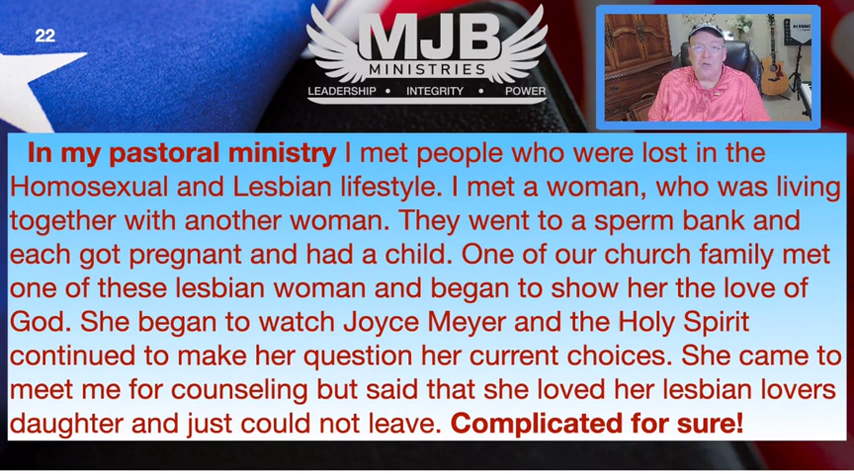 22
MJB
MINISTRIES
LEADERSHIP • INTEGRITY • POWER
In my pastoral ministry I met people who were lost in the
Homosexual and Lesbian lifestyle. I met a woman, who was living
together with another woman. They went to a sperm bank and
each got pregnant and had a child. One of our church family met
one of these lesbian woman and began to show her the love of
God. She began to watch Joyce Meyer and the Holy Spirit
continued to make her question her current choices. She came to
meet me for counseling but said that she loved her lesbian lovers
daughter and just could not leave. Complicated for sure!